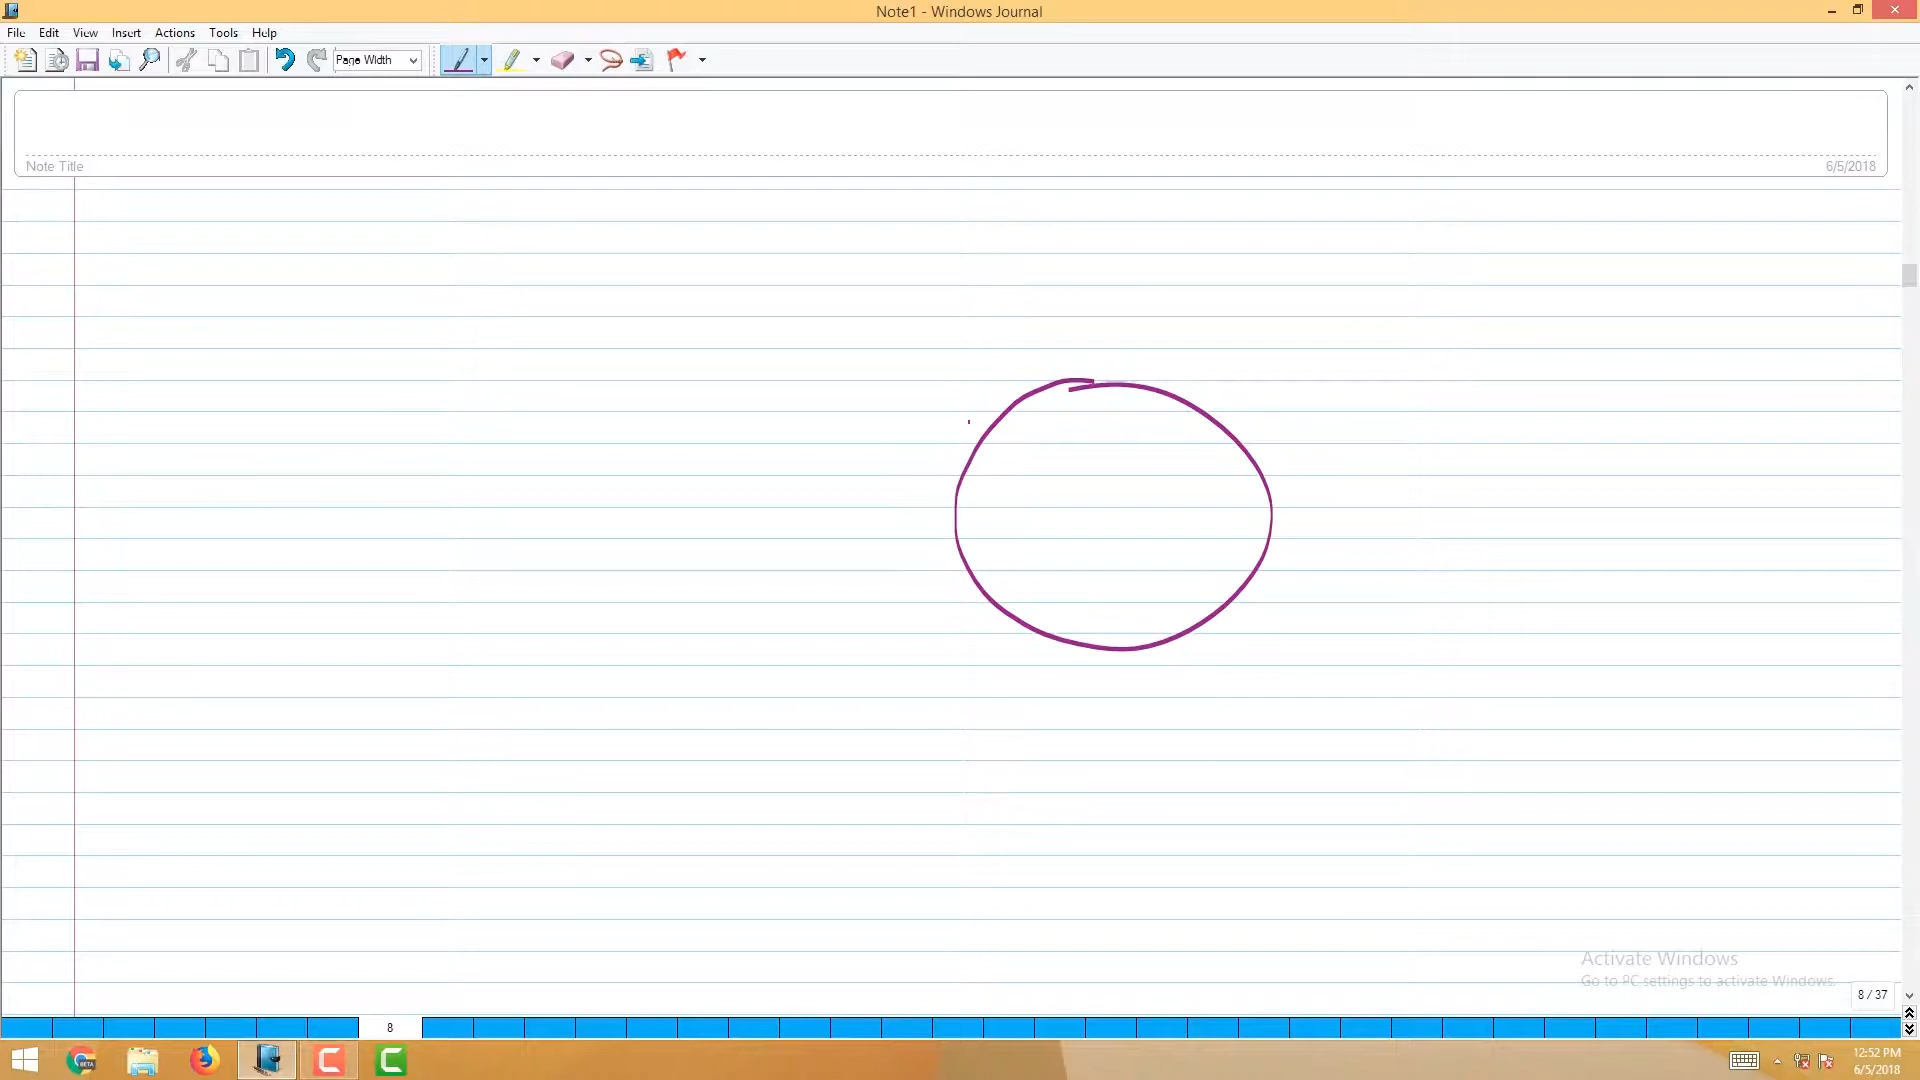 Note1 - Windows Journal
File Edit View Insert Actions Tools Help
Page Width
Note Title
6/5/2018
Activate Windows
Go to PC settings to activate Windows.
8 / 37
8
BETA
12:52 PM
6/5/2018